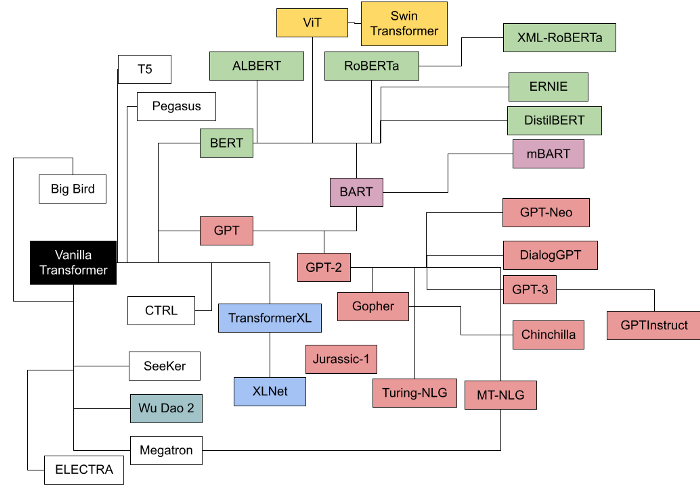 ViT
Swin
Transformer
XML-RoBERTa
T5
ALBERT
RoBERTa
Pegasus
ERNIE
DistilBERT
BERT
mBART
Big Bird
BART
GPT
GPT-Neo
Vanilla
Transformer
GPT-2
DialogGPT
GPT-3
CTRL
TransformerXL
Gopher
GPTInstruct
Chinchilla
Jurassic-1
SeeKer
XLNet
Turing-NLG
MT-NLG
Wu Dao 2
Megatron
ELECTRA